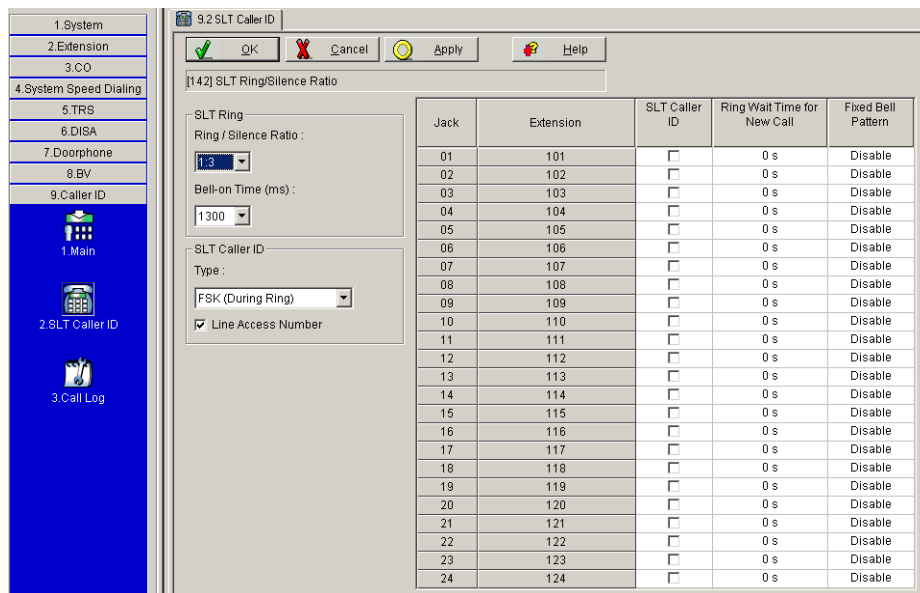 1.System
2.Extension
3.CO
4.System Speed Dialing
5.TRS
6.DISA
7.Doorphone
8.BV
9.Caller ID
1.Main
2.SLT Caller ID
3.Call Log
9.2 SLT Caller ID
OK Cancel Apply Help
[142] SLT Ring/Silence Ratio
SLT Ring
Ring / Silence Ratio :
1:3
Bell-on Time (ms) :
1300
SLT Caller ID
Type :
FSK (During Ring)
Line Access Number
Jack Extension SLT Caller ID Ring Wait Time for New Call Fixed Bell Pattern
01 101 0 s Disable
02 102 0 s Disable
03 103 0 s Disable
04 104 0 s Disable
05 105 0 s Disable
06 106 0 s Disable
07 107 0 s Disable
08 108 0 s Disable
09 109 0 s Disable
10 110 0 s Disable
11 111 0 s Disable
12 112 0 s Disable
13 113 0 s Disable
14 114 0 s Disable
15 115 0 s Disable
16 116 0 s Disable
17 117 0 s Disable
18 118 0 s Disable
19 119 0 s Disable
20 120 0 s Disable
21 121 0 s Disable
22 122 0 s Disable
23 123 0 s Disable
24 124 0 s Disable